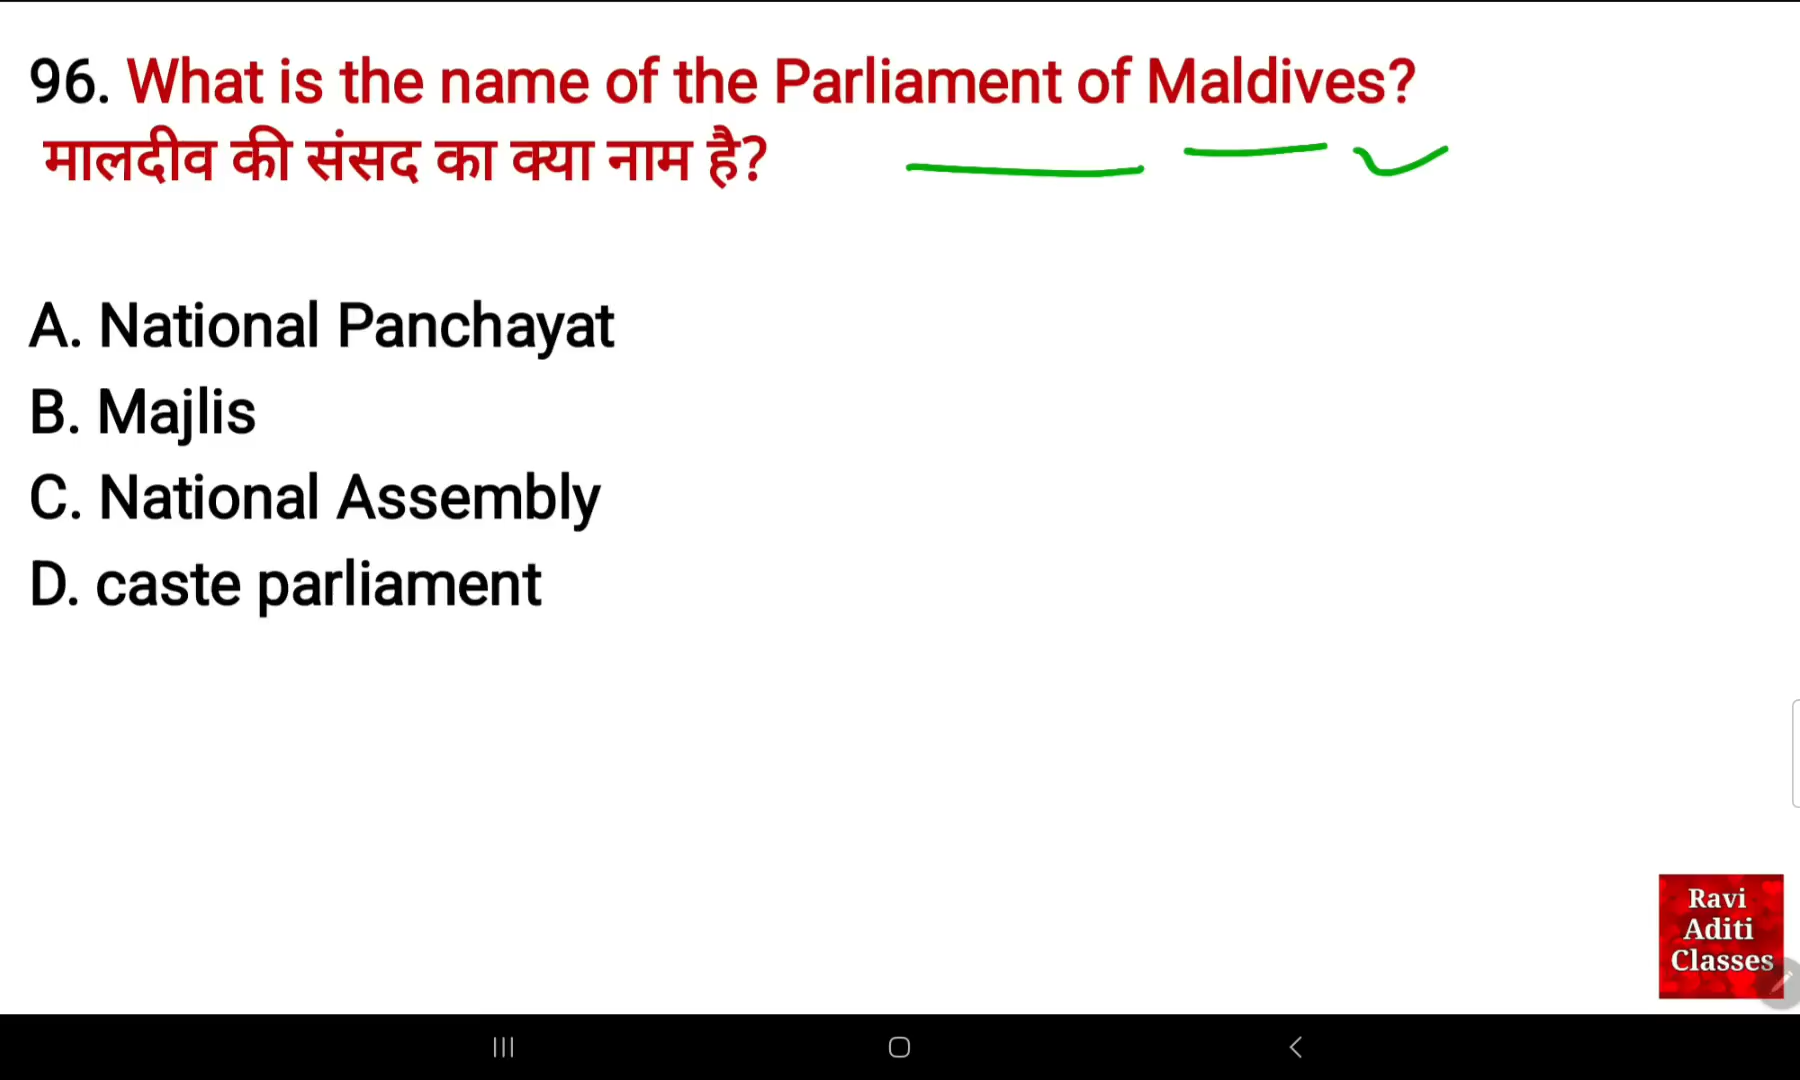 96. What is the name of the Parliament of Maldives?
मालदीव की संसद का क्या नाम है?
A. National Panchayat
B. Majlis
C. National Assembly
D. caste parliament
Ravi
Aditi
Classes